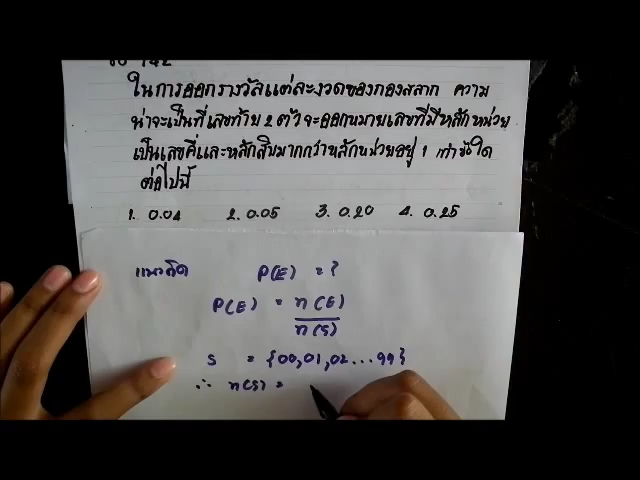 ในการออกรางวัลแต่ละงวดของกองสลาก ความ
น่าจะเป็นที่เลขท้าย 2 ตัวจะออกหมายเลขที่มีหลักหน่วย
เป็นเลขคี่และหลักสิบมากกว่าหลักหน่วยอยู่ 1 เท่าข้อใด
ต่อไปนี้
1. 0.04 2. 0.05 3. 0.20 4. 0.25
แนวคิด P(E) = ?
P(E) = n(E)
n(S)
S = {00,01,02...99}
∴ n(S) =